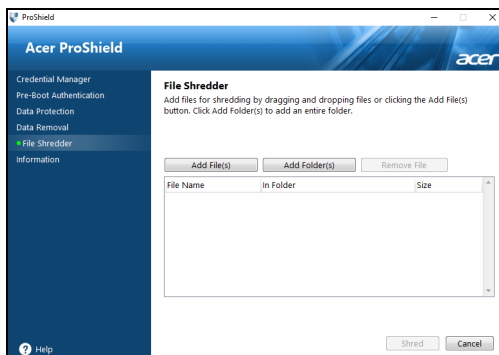 ProShield
Acer ProShield
acer
Credential Manager
Pre-Boot Authentication
Data Protection
Data Removal
File Shredder
Information
File Shredder
Add files for shredding by dragging and dropping files or clicking the Add File(s)
button. Click Add Folder(s) to add an entire folder.
Add File(s) Add Folder(s) Remove File
File Name In Folder Size
Shred Cancel
? Help